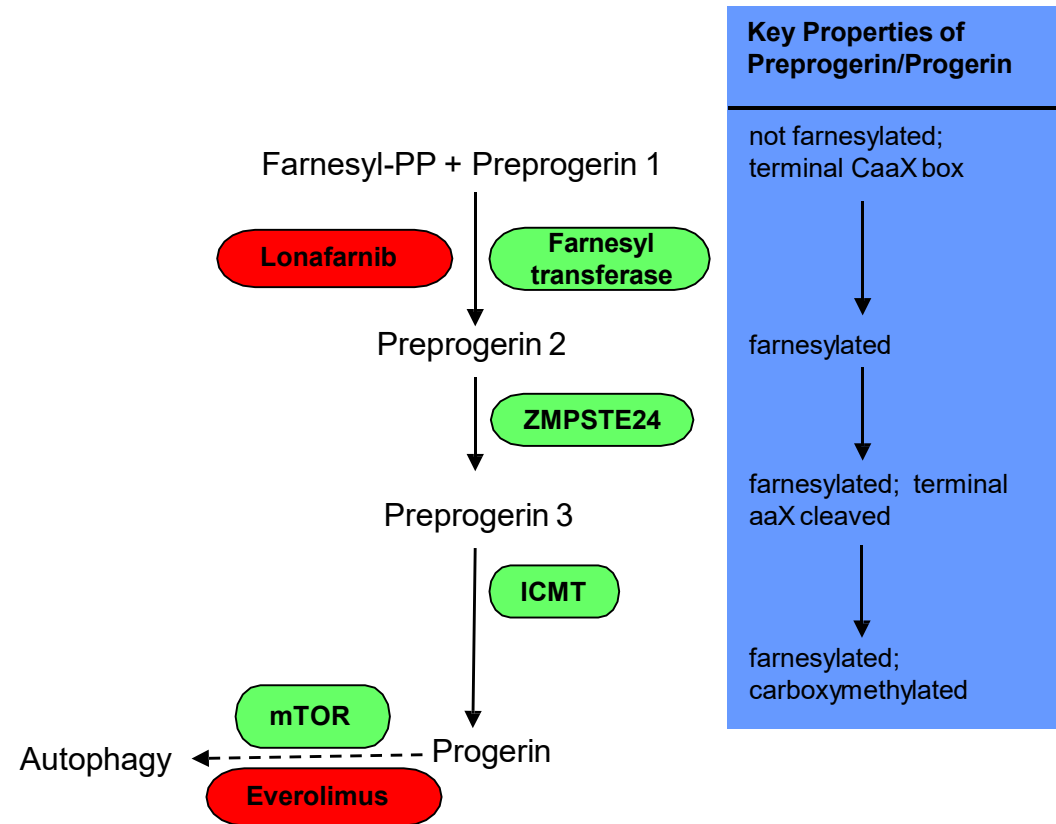 Key Properties of
Preprogerin/Progerin
not farnesylated;
terminal CaaX box
Farnesyl-PP + Preprogerin 1
Lonafarnib
Farnesyl
transferase
Preprogerin 2
farnesylated
ZMPSTE24
farnesylated; terminal
aaX cleaved
Preprogerin 3
ICMT
farnesylated;
carboxymethylated
mTOR
Progerin
Autophagy
Everolimus